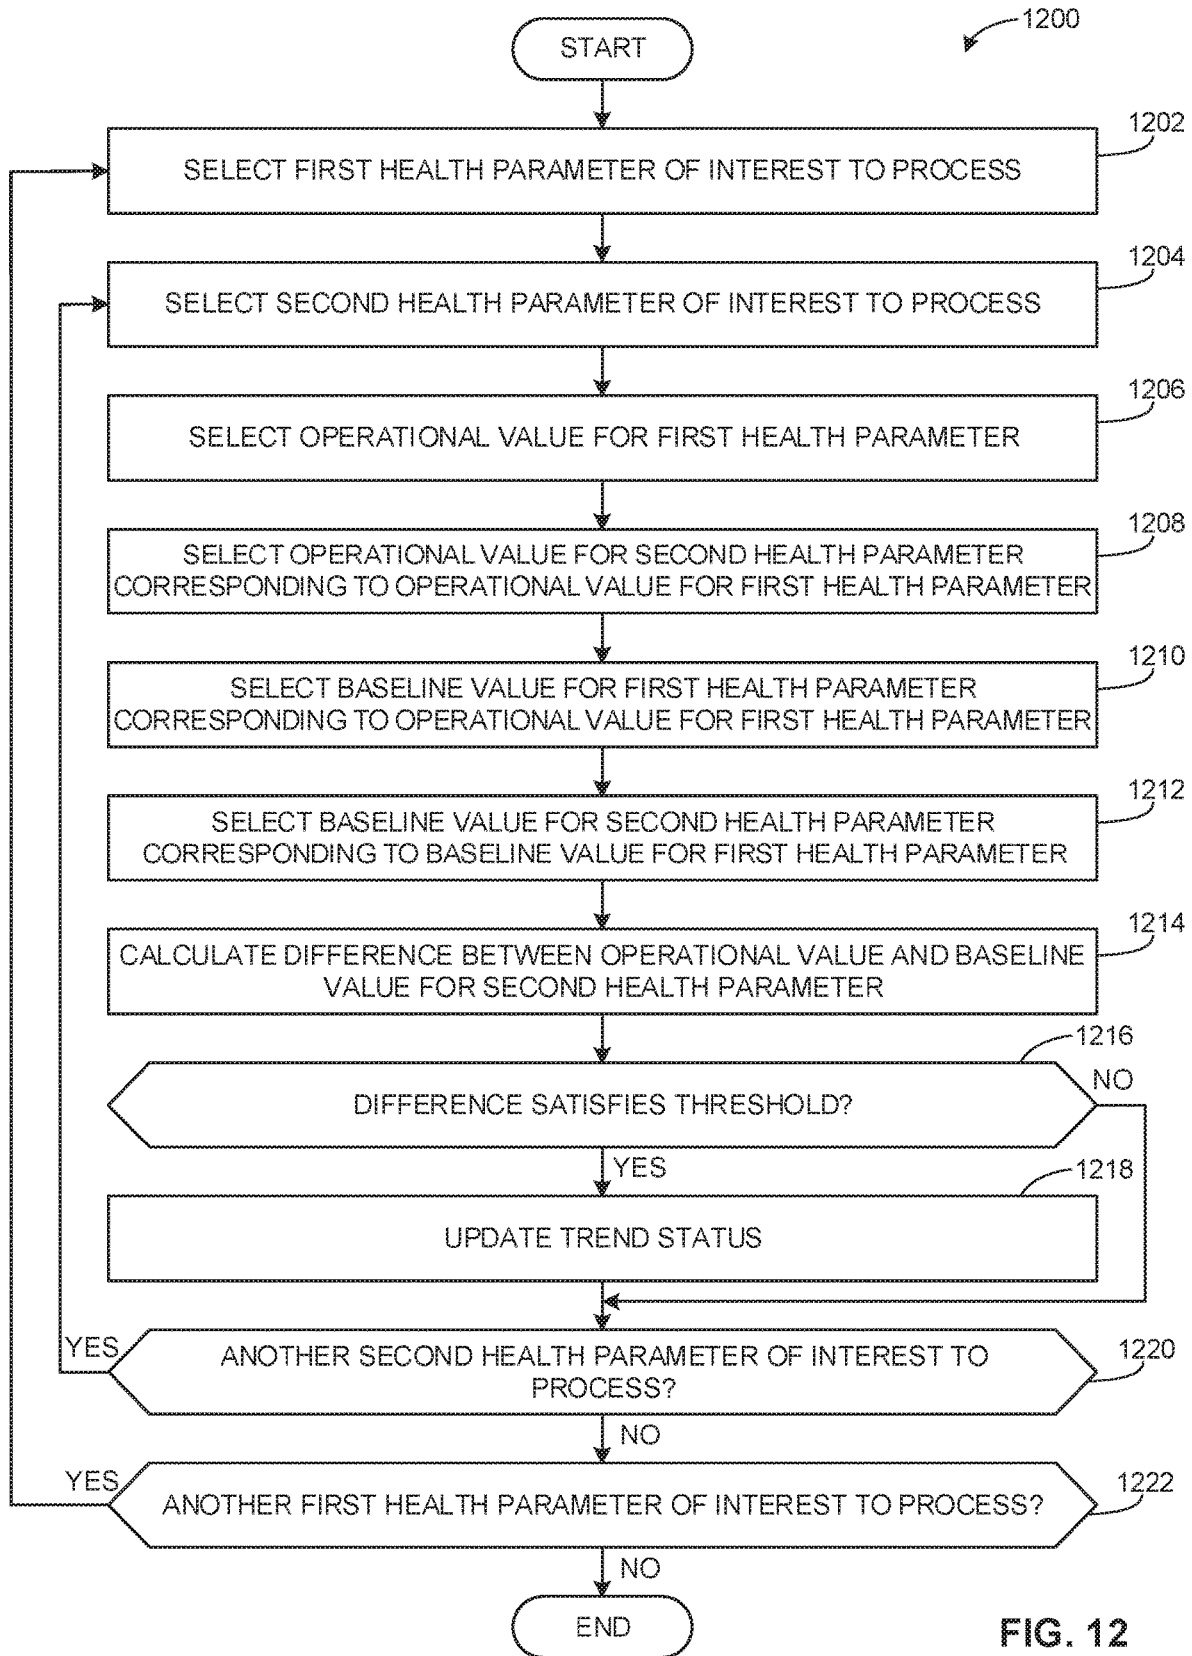 START
1200
1202
SELECT FIRST HEALTH PARAMETER OF INTEREST TO PROCESS
1204
SELECT SECOND HEALTH PARAMETER OF INTEREST TO PROCESS
1206
SELECT OPERATIONAL VALUE FOR FIRST HEALTH PARAMETER
1208
SELECT OPERATIONAL VALUE FOR SECOND HEALTH PARAMETER
CORRESPONDING TO OPERATIONAL VALUE FOR FIRST HEALTH PARAMETER
1210
SELECT BASELINE VALUE FOR FIRST HEALTH PARAMETER
CORRESPONDING TO OPERATIONAL VALUE FOR FIRST HEALTH PARAMETER
1212
SELECT BASELINE VALUE FOR SECOND HEALTH PARAMETER
CORRESPONDING TO BASELINE VALUE FOR FIRST HEALTH PARAMETER
1214
CALCULATE DIFFERENCE BETWEEN OPERATIONAL VALUE AND BASELINE
VALUE FOR SECOND HEALTH PARAMETER
1216
NO
DIFFERENCE SATISFIES THRESHOLD?
YES
1218
UPDATE TREND STATUS
YES
ANOTHER SECOND HEALTH PARAMETER OF INTEREST TO
PROCESS?
1220
NO
YES
ANOTHER FIRST HEALTH PARAMETER OF INTEREST TO PROCESS?
1222
NO
END
FIG. 12